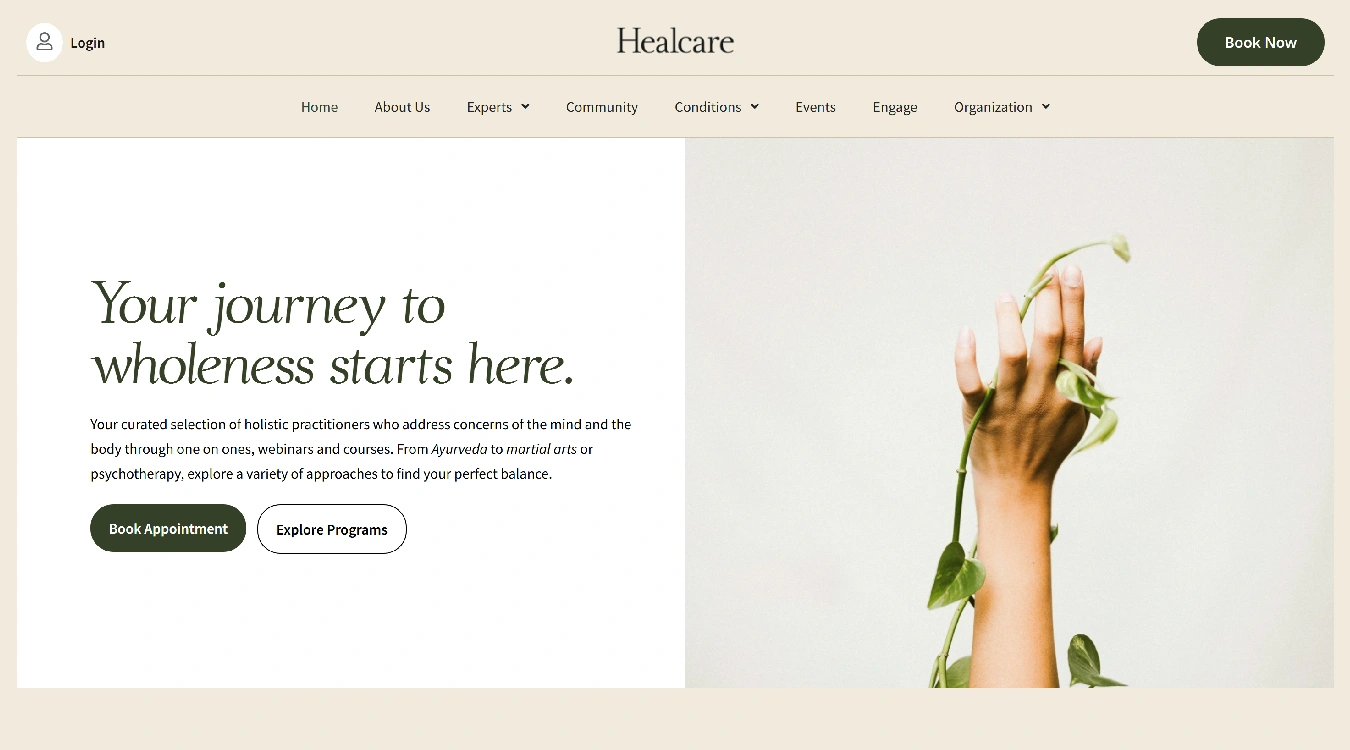 Login
Healcare
Book Now
Home
About Us
Experts
Community
Conditions
Events
Engage
Organization
Your journey to
wholeness starts here.
Your curated selection of holistic practitioners who address concerns of the mind and the
body through one on ones, webinars and courses. From Ayurveda to martial arts or
psychotherapy, explore a variety of approaches to find your perfect balance.
Book Appointment
Explore Programs